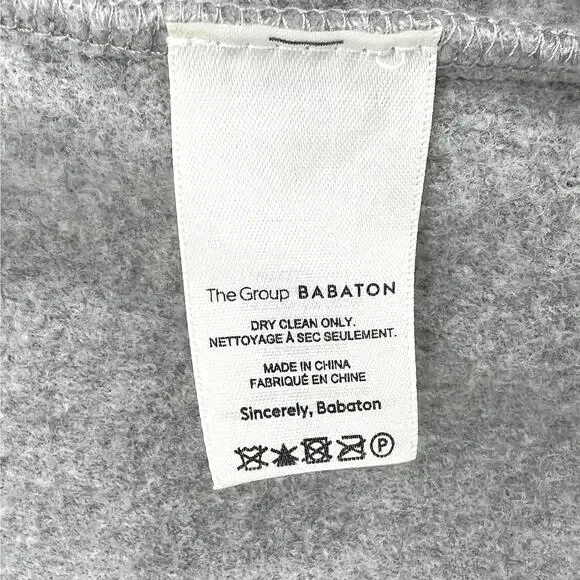 The Group BABATON
DRY CLEAN ONLY.
NETTOYAGE À SEC SEULEMENT.
MADE IN CHINA
FABRIQUÉ EN CHINE
Sincerely, Babaton
P